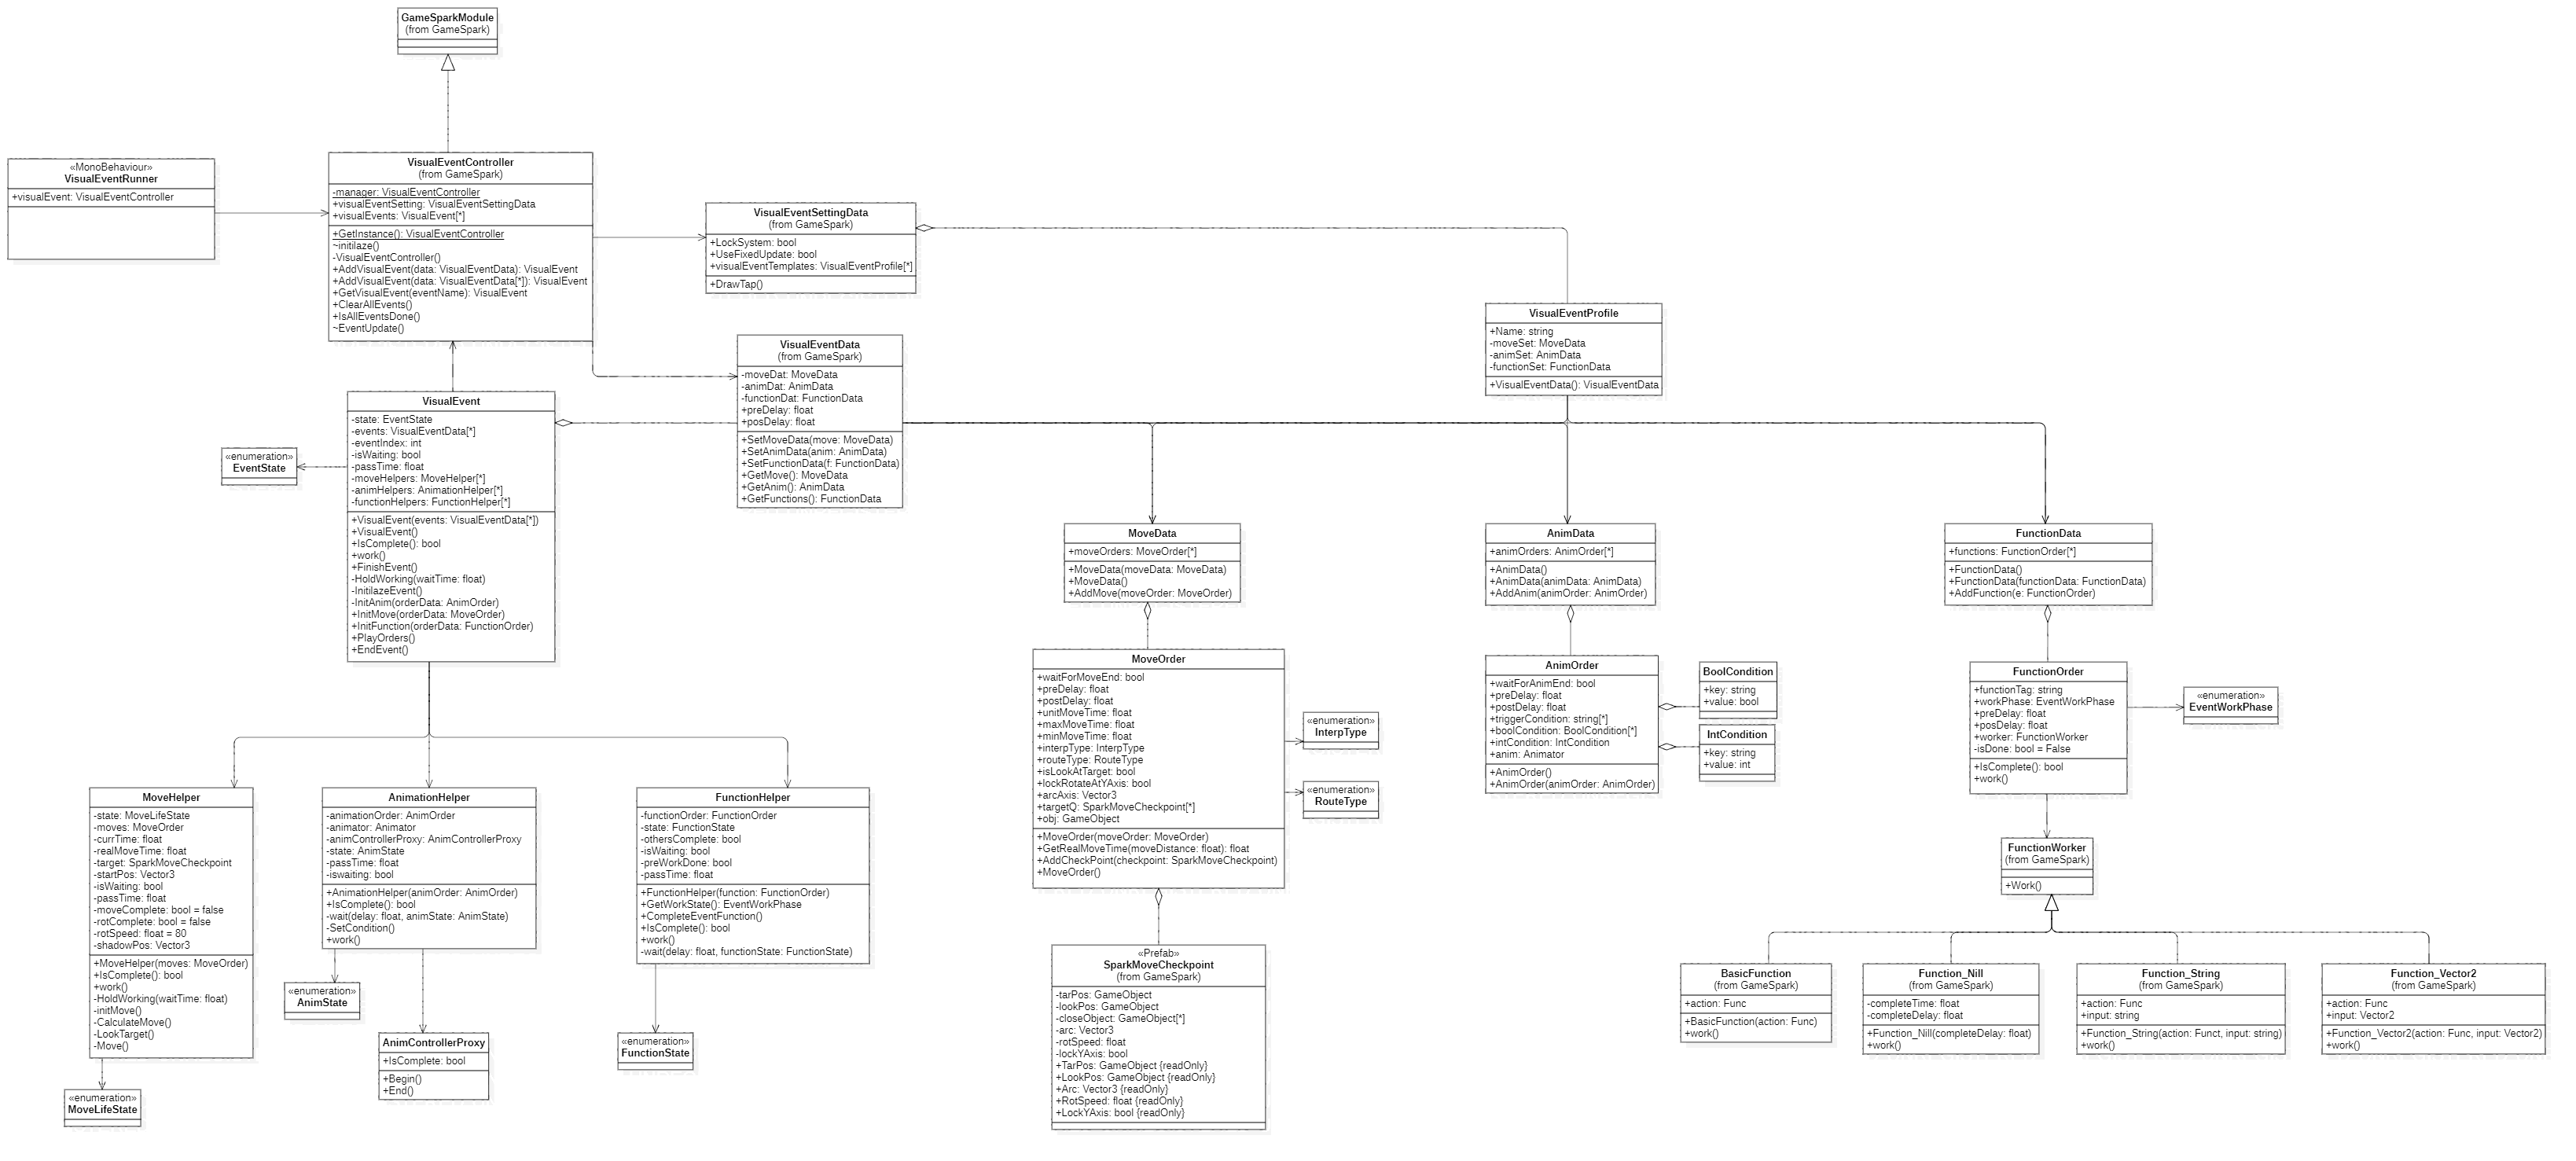 GameSparkModule
(from GameSpark)
«MonoBehaviour»
VisualEventRunner
+visualEvent: VisualEventController
VisualEventController
(from GameSpark)
-manager: VisualEventController
+visualEventSetting: VisualEventSettingData
+visualEvents: VisualEvent[*]
+GetInstance(): VisualEventController
~initilaze()
-VisualEventController()
+AddVisualEvent(data: VisualEventData): VisualEvent
+AddVisualEvent(data: VisualEventData[*]): VisualEvent
+GetVisualEvent(eventName): VisualEvent
+ClearAllEvents()
+IsAllEventsDone()
~EventUpdate()
VisualEventSettingData
(from GameSpark)
+LockSystem: bool
+UseFixedUpdate: bool
+visualEventTemplates: VisualEventProfile[*]
+DrawTap()
VisualEventProfile
+Name: string
-moveSet: MoveData
-animSet: AnimData
-functionSet: FunctionData
+VisualEventData(): VisualEventData
VisualEventData
(from GameSpark)
-moveDat: MoveData
-animDat: AnimData
-functionDat: FunctionData
+preDelay: float
+posDelay: float
+SetMoveData(move: MoveData)
+SetAnimData(anim: AnimData)
+SetFunctionData(f: FunctionData)
+GetMove(): MoveData
+GetAnim(): AnimData
+GetFunctions(): FunctionData
VisualEvent
-state: EventState
-events: VisualEventData[*]
-eventIndex: int
-isWaiting: bool
-passTime: float
-moveHelpers: MoveHelper[*]
-animHelpers: AnimationHelper[*]
-functionHelpers: FunctionHelper[*]
+VisualEvent(events: VisualEventData[*])
+VisualEvent()
+IsComplete(): bool
+work()
+FinishEvent()
-HoldWorking(waitTime: float)
-InitilazeEvent()
-InitAnim(orderData: AnimOrder)
+InitMove(orderData: MoveOrder)
+InitFunction(orderData: FunctionOrder)
+PlayOrders()
+EndEvent()
«enumeration»
EventState
MoveData
+moveOrders: MoveOrder[*]
+MoveData(moveData: MoveData)
+MoveData()
+AddMove(moveOrder: MoveOrder)
AnimData
+animOrders: AnimOrder[*]
+AnimData()
+AnimData(animData: AnimData)
+AddAnim(animOrder: AnimOrder)
FunctionData
+functions: FunctionOrder[*]
+FunctionData()
+FunctionData(functionData: FunctionData)
+AddFunction(e: FunctionOrder)
MoveOrder
+waitForMoveEnd: bool
+preDelay: float
+postDelay: float
+unitMoveTime: float
+maxMoveTime: float
+minMoveTime: float
+interpType: InterpType
+routeType: RouteType
+isLookAtTarget: bool
+lockRotateAtYAxis: bool
+arcAxis: Vector3
+targetQ: SparkMoveCheckpoint[*]
+obj: GameObject
+MoveOrder(moveOrder: MoveOrder)
+GetRealMoveTime(moveDistance: float): float
+AddCheckPoint(checkpoint: SparkMoveCheckpoint)
+MoveOrder()
«enumeration»
InterpType
«enumeration»
RouteType
AnimOrder
+waitForAnimEnd: bool
+preDelay: float
+postDelay: float
+triggerCondition: string[*]
+boolCondition: BoolCondition[*]
+intCondition: IntCondition
+anim: Animator
+AnimOrder()
+AnimOrder(animOrder: AnimOrder)
BoolCondition
+key: string
+value: bool
IntCondition
+key: string
+value: int
FunctionOrder
+functionTag: string
+workPhase: EventWorkPhase
+preDelay: float
+posDelay: float
+worker: FunctionWorker
-isDone: bool = False
+IsComplete(): bool
+work()
«enumeration»
EventWorkPhase
MoveHelper
-state: MoveLifeState
-moves: MoveOrder
-currTime: float
-realMoveTime: float
-target: SparkMoveCheckpoint
-startPos: Vector3
-isWaiting: bool
-passTime: float
-moveComplete: bool = false
-rotComplete: bool = false
-rotSpeed: float = 80
-shadowPos: Vector3
+MoveHelper(moves: MoveOrder)
+IsComplete(): bool
+work()
-HoldWorking(waitTime: float)
-initMove()
-CalculateMove()
-LookTarget()
-Move()
«enumeration»
MoveLifeState
AnimationHelper
-animationOrder: AnimOrder
-animator: Animator
-animControllerProxy: AnimControllerProxy
-state: AnimState
-passTime: float
-iswaiting: bool
+AnimationHelper(animOrder: AnimOrder)
+IsComplete(): bool
-wait(delay: float, animState: AnimState)
-SetCondition()
+work()
«enumeration»
AnimState
AnimControllerProxy
+IsComplete: bool
+Begin()
+End()
FunctionHelper
-functionOrder: FunctionOrder
-state: FunctionState
-othersComplete: bool
-isWaiting: bool
-preWorkDone: bool
-passTime: float
+FunctionHelper(function: FunctionOrder)
+GetWorkState(): EventWorkPhase
+CompleteEventFunction()
+IsComplete(): bool
+work()
-wait(delay: float, functionState: FunctionState)
«enumeration»
FunctionState
«Prefab»
SparkMoveCheckpoint
(from GameSpark)
-tarPos: GameObject
-lookPos: GameObject
-closeObject: GameObject[*]
-arc: Vector3
-rotSpeed: float
-lockYAxis: bool
+TarPos: GameObject {readOnly}
+LookPos: GameObject {readOnly}
+Arc: Vector3 {readOnly}
+RotSpeed: float {readOnly}
+LockYAxis: bool {readOnly}
FunctionWorker
(from GameSpark)
+Work()
BasicFunction
(from GameSpark)
+action: Func
+BasicFunction(action: Func)
+work()
Function_Nill
(from GameSpark)
-completeTime: float
-completeDelay: float
+Function_Nill(completeDelay: float)
+work()
Function_String
(from GameSpark)
+action: Func
+input: string
+Function_String(action: Funct, input: string)
+work()
Function_Vector2
(from GameSpark)
+action: Func
+input: Vector2
+Function_Vector2(action: Func, input: Vector2)
+work()